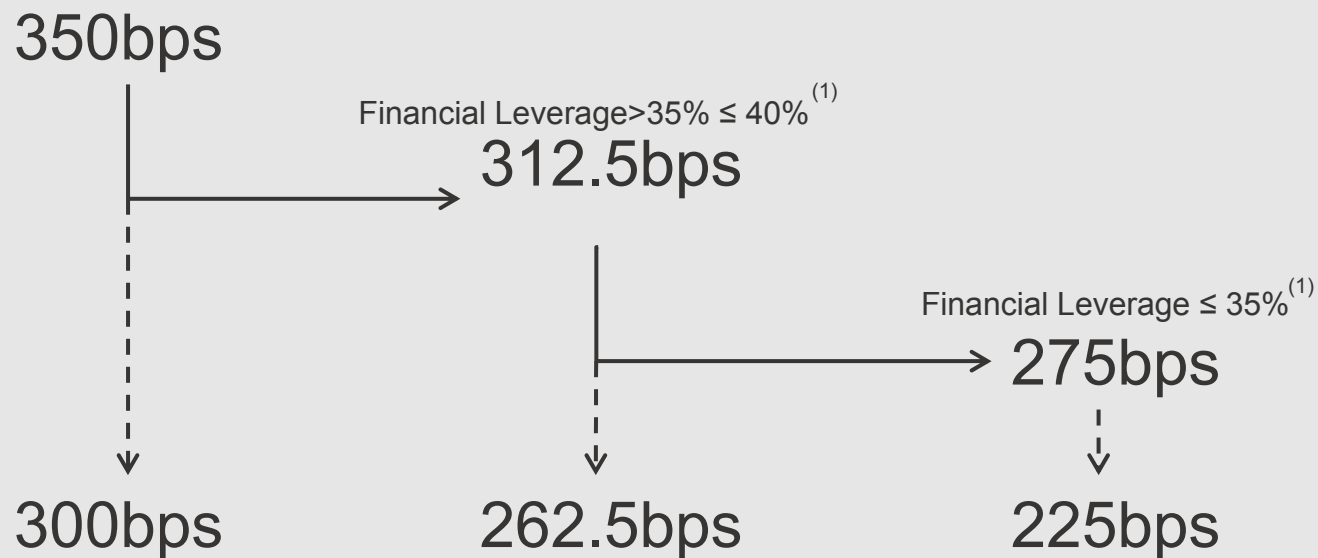 350bps
Financial Leverage>35% ≤ 40%(1)
312.5bps
Financial Leverage ≤ 35%(1)
275bps
300bps 262.5bps 225bps